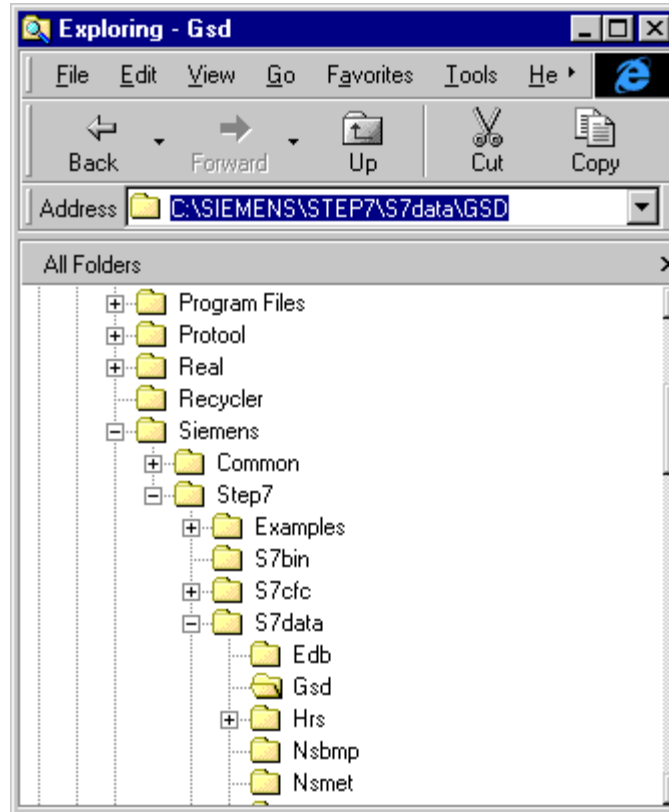 Exploring - Gsd
File Edit View Go Favorites Tools He
Back Forward Up Cut Copy
Address C:\SIEMENS\STEP7\S7data\GSD
All Folders
Program Files
Protool
Real
Recycler
Siemens
Common
Step7
Examples
S7bin
S7cfc
S7data
Edb
Gsd
Hrs
Nsbmp
Nsmet